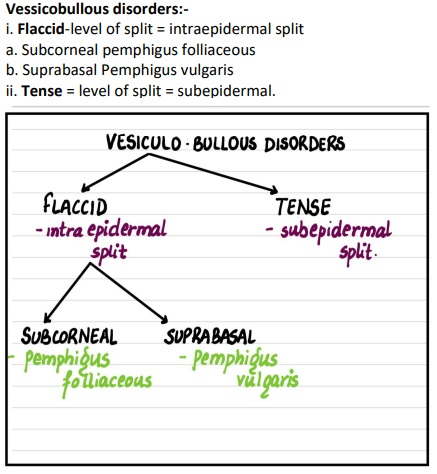 Vessicobullous disorders:-
i. Flaccid-level of split = intraepidermal split
a. Subcorneal pemphigus folliaceous
b. Suprabasal Pemphigus vulgaris
ii. Tense = level of split = subepidermal.
VESICULO-BULLOUS DISORDERS
FLACCID
- intra epidermal
split
TENSE
- subepidermal
split.
SUBCORNEAL
- Pemphigus
folliaceous
SUPRABASAL
- Pemphigus
vulgaris